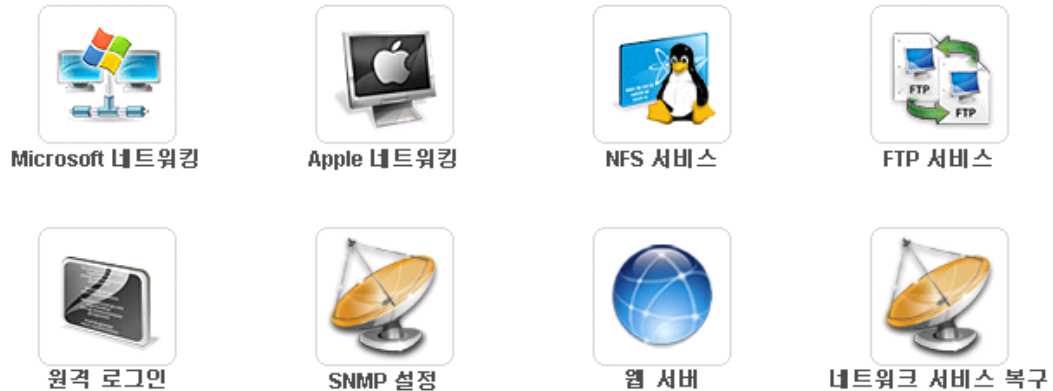 FTP
FTP
Microsoft 네트워킹
Apple 네트워킹
NFS 서비스
FTP 서비스
원격 로그인
SNMP 설정
웹 서버
네트워크 서비스 복구